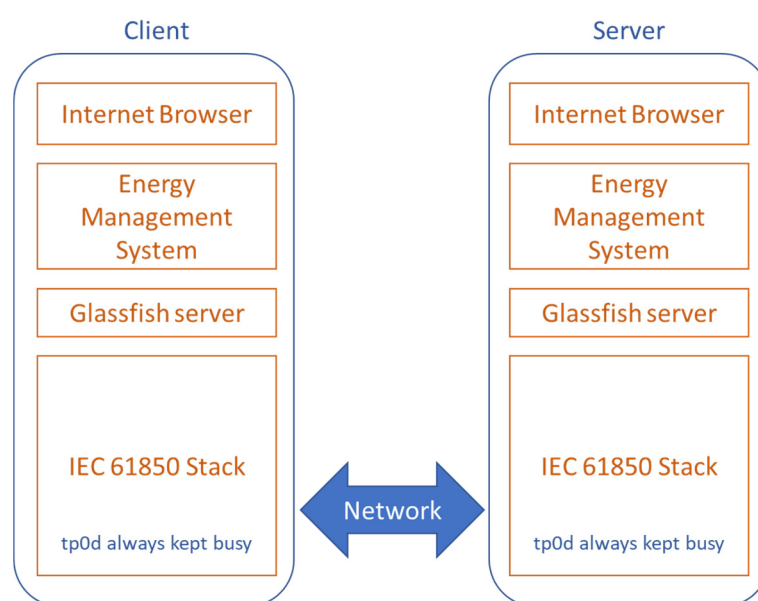 Client
Internet Browser
Energy
Management
System
Glassfish server
IEC 61850 Stack
tp0d always kept busy
Network
Server
Internet Browser
Energy
Management
System
Glassfish server
IEC 61850 Stack
tp0d always kept busy